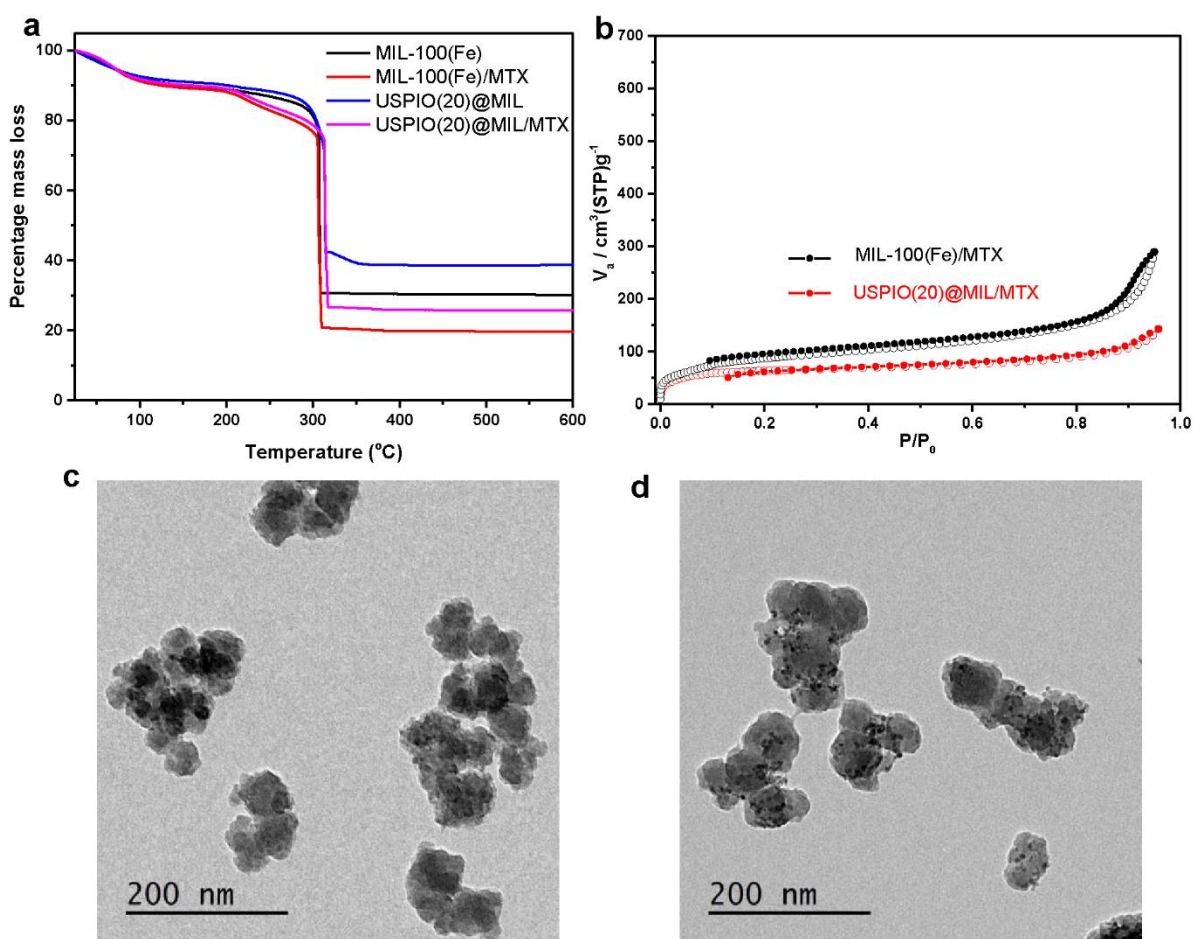 a
100
80
60
40
20
0
Percentage mass loss
MIL-100(Fe)
MIL-100(Fe)/MTX
USPIO(20)@MIL
USPIO(20)@MIL/MTX
100
200
300
400
500
600
Temperature (°C)
b
700
600
500
400
300
200
100
0
Vₐ / cm³(STP)g⁻¹
MIL-100(Fe)/MTX
USPIO(20)@MIL/MTX
0.0
0.2
0.4
0.6
0.8
1.0
P/P₀
c
200 nm
d
200 nm